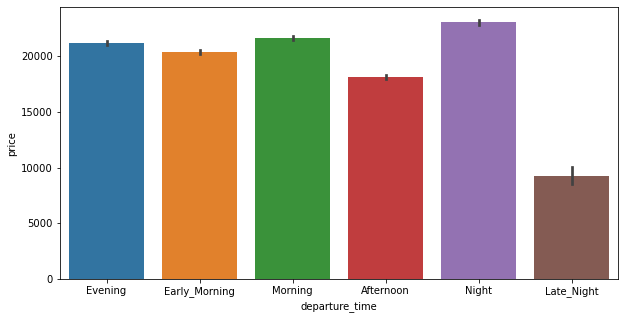 20000
15000
10000
5000
0
price
Evening Early_Morning Morning Afternoon Night Late_Night
departure_time